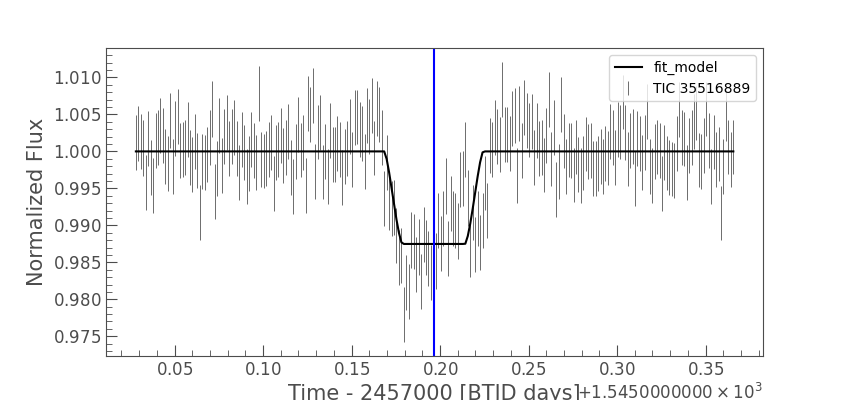 fit_model
TIC 35516889
Normalized Flux
1.010
1.005
1.000
0.995
0.990
0.985
0.980
0.975
0.05 0.10 0.15 0.20 0.25 0.30 0.35
Time - 2457000 [BTJD days]
+1.5450000000 × 10³